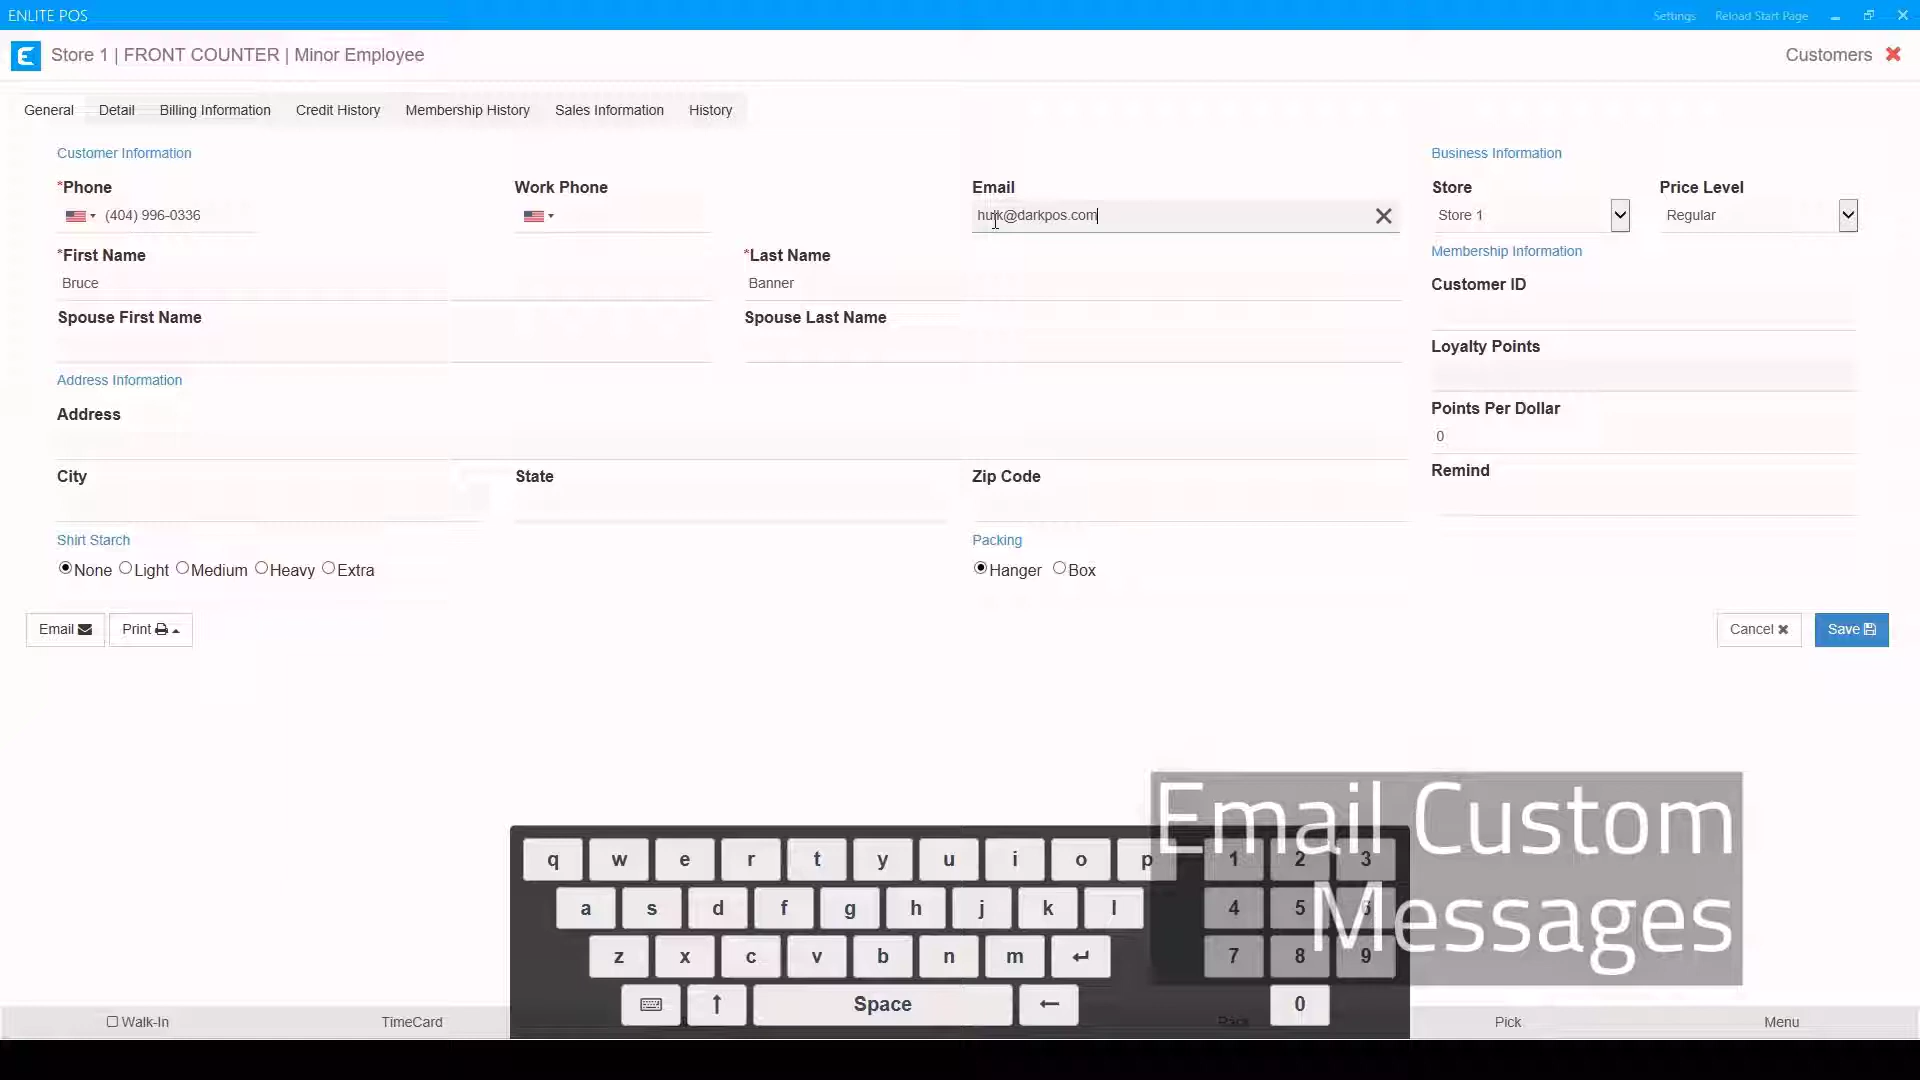 ENLITE POS
Settings Reload Start Page
Store 1 | FRONT COUNTER | Minor Employee
Customers
General Detail Billing Information Credit History Membership History Sales Information History
Customer Information
Business Information
*Phone Work Phone Email Store Price Level
(404) 996-0336 hulk@darkpos.com Store 1 Regular
Membership Information
*First Name *Last Name
Bruce Banner
Customer ID
Spouse First Name Spouse Last Name
Loyalty Points
Address Information
Address
Points Per Dollar
0
City State Zip Code
Remind
Shirt Starch Packing
None Light Medium Heavy Extra Hanger Box
Email Print Cancel Save
Email Custom
Messages
q w e r t y u i o p 1 2 3
a s d f g h j k l 4 5 6
z x c v b n m 7 8 9
Space 0
Walk-In TimeCard Park Pick Menu